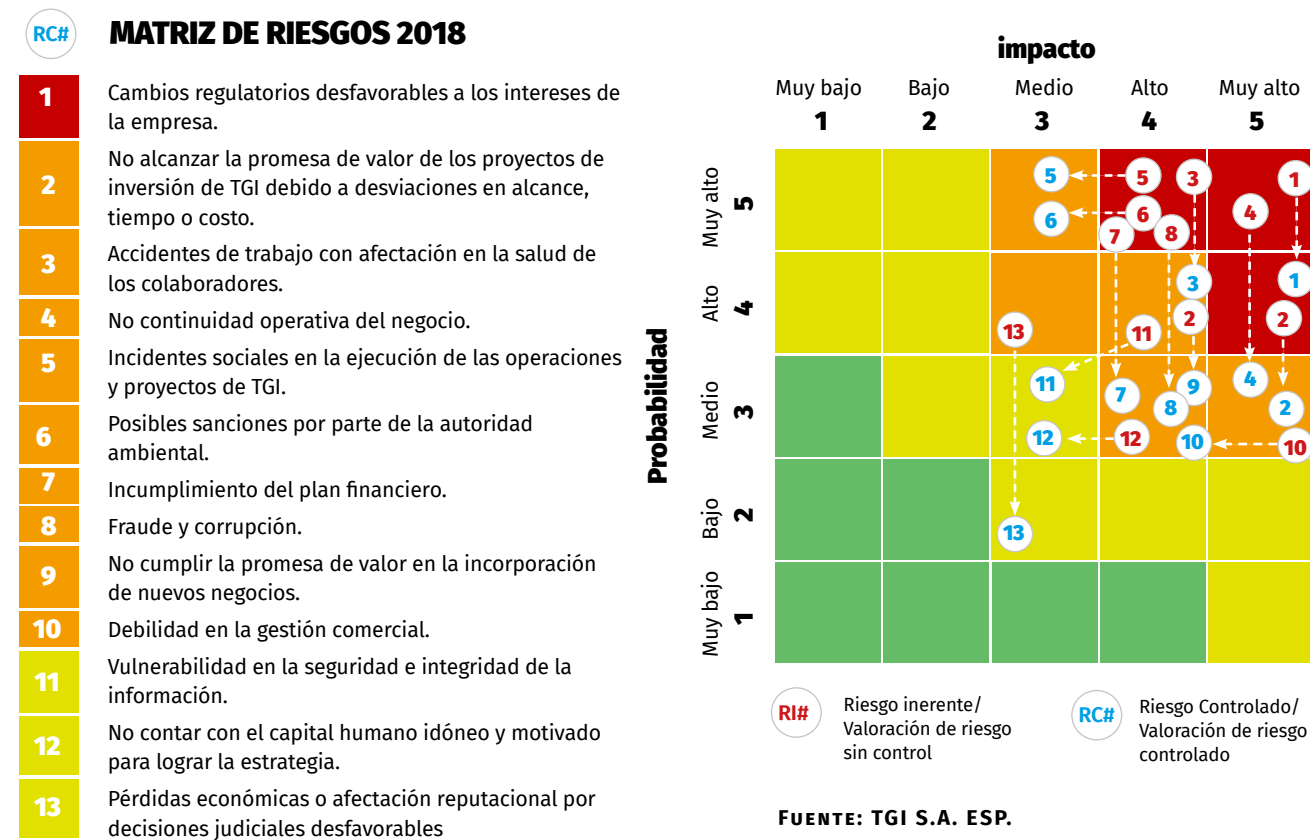 RC# MATRIZ DE RIESGOS 2018
1 Cambios regulatorios desfavorables a los intereses de
la empresa.
2 No alcanzar la promesa de valor de los proyectos de
inversión de TGI debido a desviaciones en alcance,
tiempo o costo.
3 Accidentes de trabajo con afectación en la salud de
los colaboradores.
4 No continuidad operativa del negocio.
5 Incidentes sociales en la ejecución de las operaciones
y proyectos de TGI.
6 Posibles sanciones por parte de la autoridad
ambiental.
7 Incumplimiento del plan financiero.
8 Fraude y corrupción.
9 No cumplir la promesa de valor en la incorporación
de nuevos negocios.
10 Debilidad en la gestión comercial.
11 Vulnerabilidad en la seguridad e integridad de la
información.
12 No contar con el capital humano idóneo y motivado
para lograr la estrategia.
13 Pérdidas económicas o afectación reputacional por
decisiones judiciales desfavorables
impacto
Muy bajo Bajo Medio Alto Muy alto
1 2 3 4 5
Probabilidad
Muy alto 5
5 5 3 1
6 6 4
7 8
Alto 4
3 1
13 11 2 2
Medio 3
11 7 9 4
8 2
12 12 10 10
Bajo 2
13
Muy bajo 1
RI# Riesgo inerente/
Valoración de riesgo
sin control
RC# Riesgo Controlado/
Valoración de riesgo
controlado
FUENTE: TGI S.A. ESP.